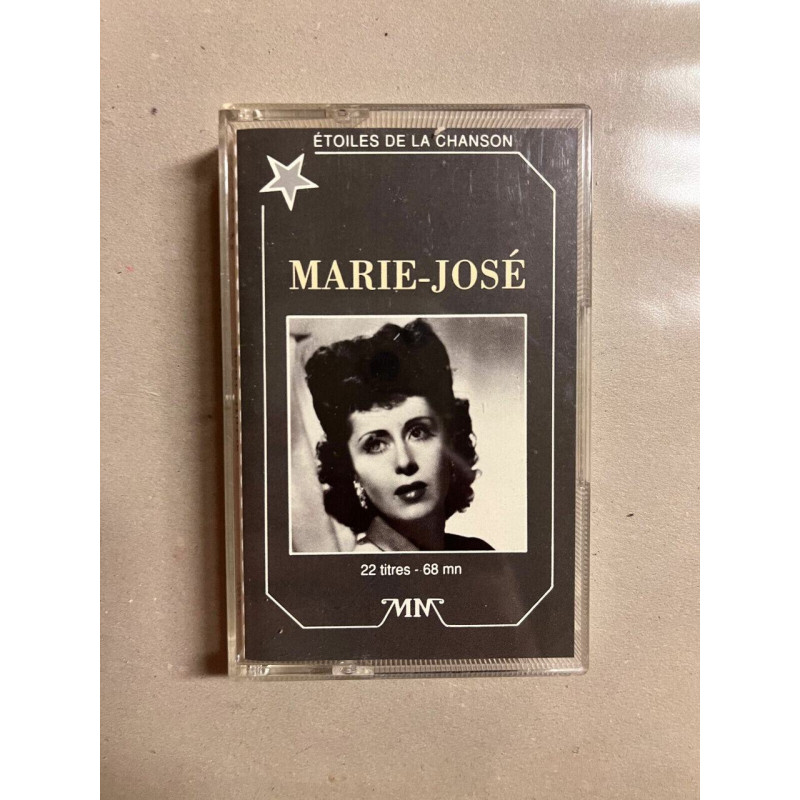 ÉTOILES DE LA CHANSON
MARIE-JOSÉ
22 titres - 68 mn
MM